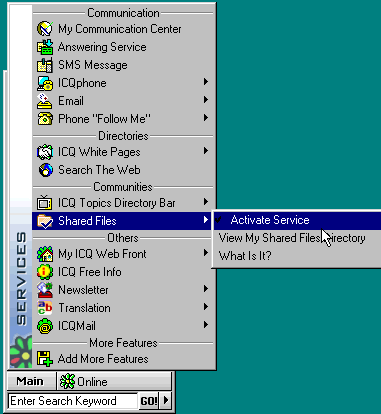 Communication
My Communication Center
Answering Service
SMS Message
ICQphone
Email
Phone "Follow Me"
Directories
ICQ White Pages
Search The Web
Communities
ICQ Topics Directory Bar
Shared Files
Activate Service
View My Shared Files Directory
What Is It?
Others
My ICQ Web Front
ICQ Free Info
Newsletter
Translation
ICQMail
More Features
Add More Features
SERVICES
Main
Online
Enter Search Keyword
GO!